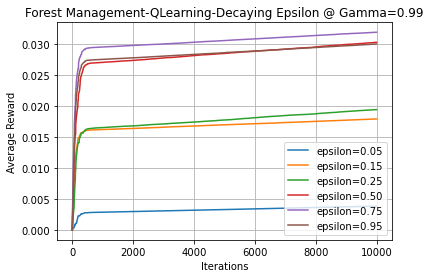 Forest Management-QLearning-Decaying Epsilon @ Gamma=0.99
Average Reward
0.030
0.025
0.020
0.015
0.010
0.005
0.000
epsilon=0.05
epsilon=0.15
epsilon=0.25
epsilon=0.50
epsilon=0.75
epsilon=0.95
0
2000
4000
6000
8000
10000
Iterations